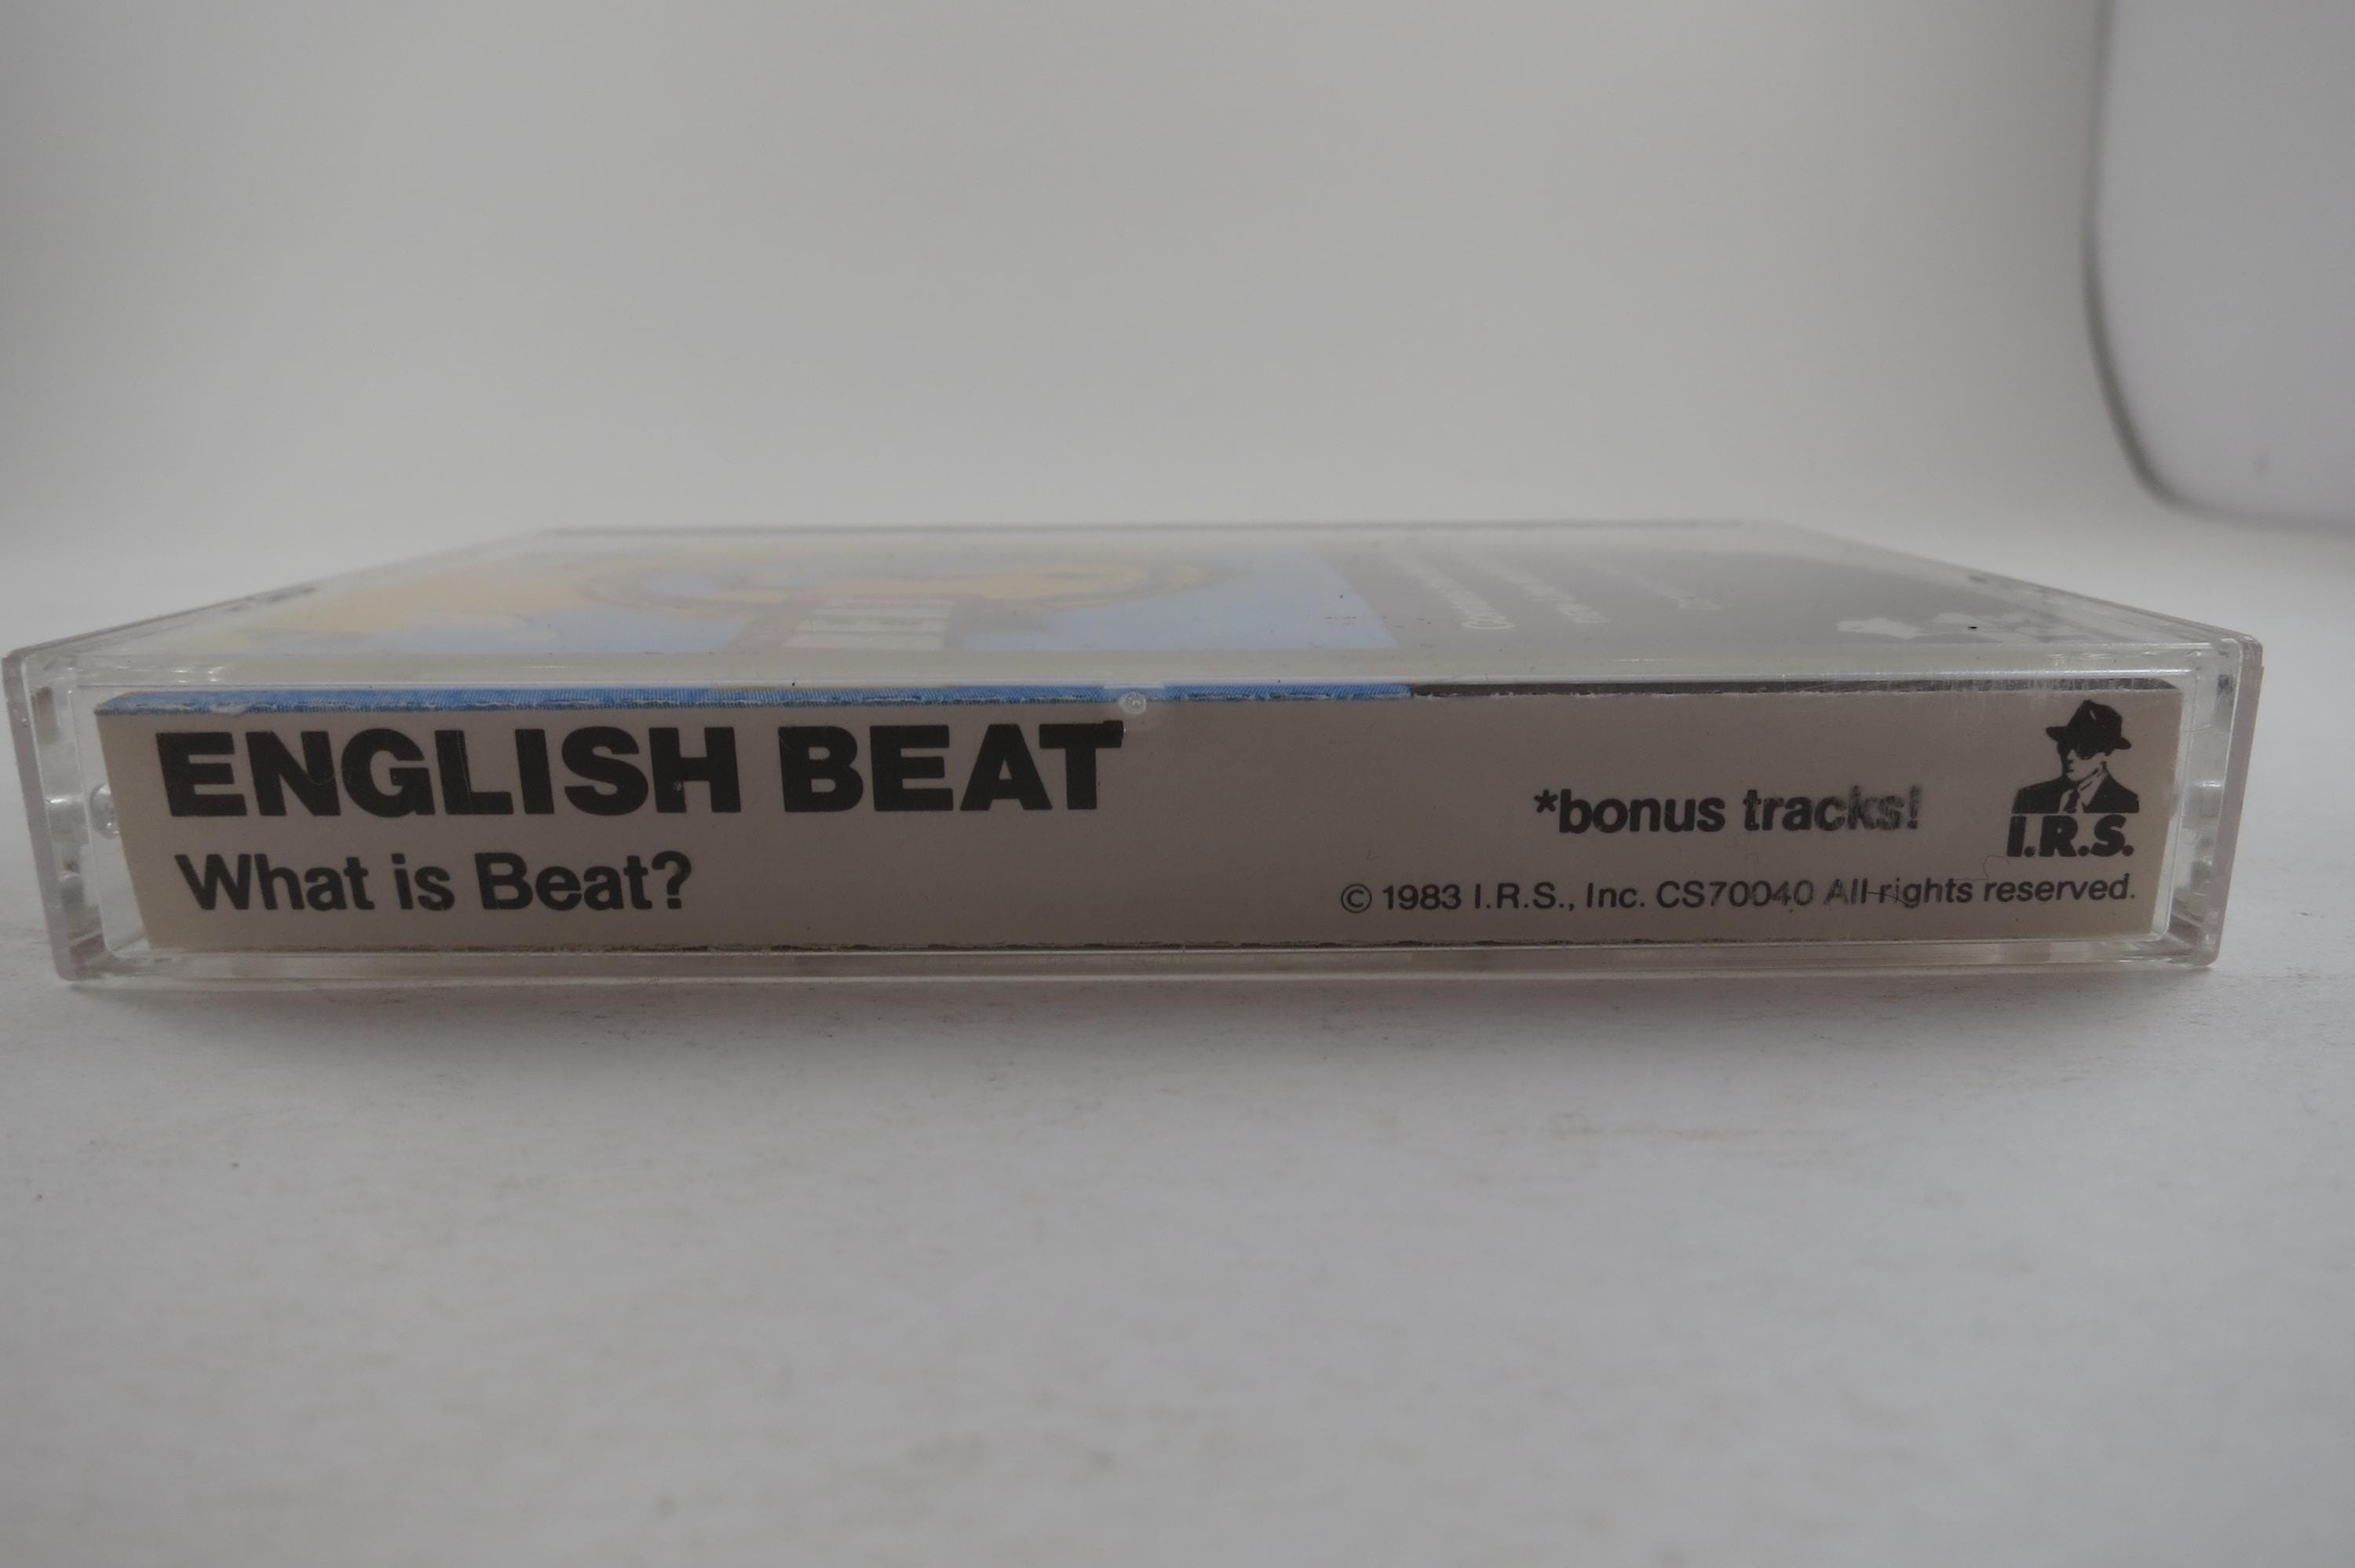 ENGLISH BEAT
What is Beat?
*bonus tracks!
I.R.S.
© 1983 I.R.S., Inc. CS70040 All rights reserved.